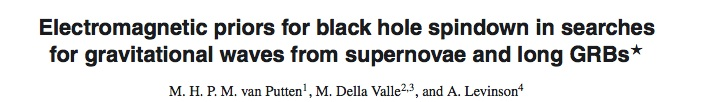 Electromagnetic priors for black hole spindown in searches
for gravitational waves from supernovae and long GRBs★
M. H. P. M. van Putten1, M. Della Valle2,3, and A. Levinson4